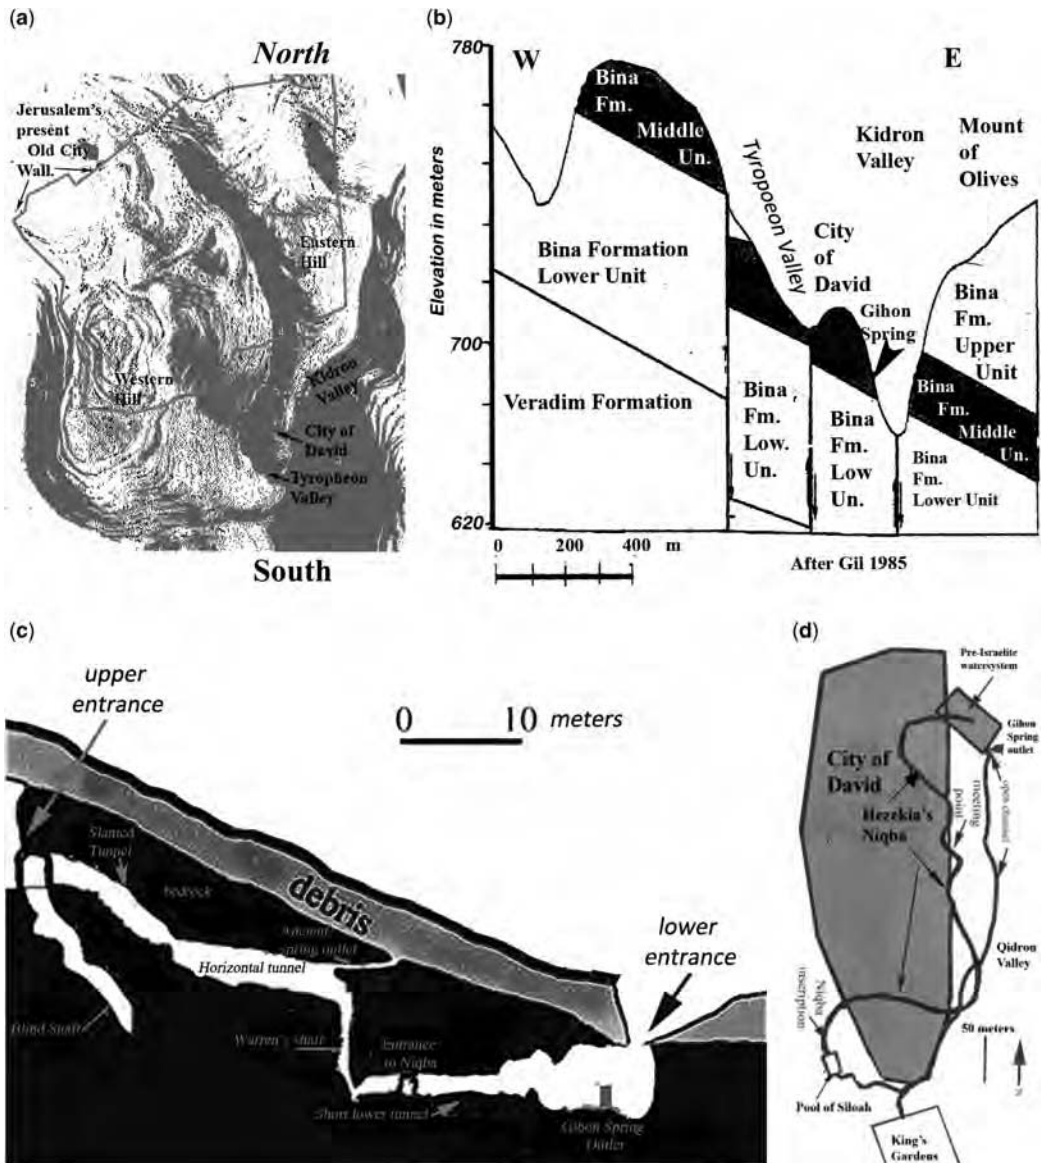 (a)
North
Jerusalem's
present
Old City
Wall.
Eastern
Hill
Western
Hill
Kidron
Valley
City of
David
Tyropheon
Valley
South
(b)
780
700
620
Elevation in meters
W
E
Bina
Fm.
Middle
Un.
Tyropoeon Valley
Kidron
Valley
Mount
of
Olives
City
of
David
Gihon
Spring
Bina Formation
Lower Unit
Veradim Formation
Bina
Fm.
Low.
Un.
Bina
Fm.
Low
Un.
Bina
Fm.
Upper
Unit
Bina
Fm.
Middle
Un.
Bina
Fm.
Lower Unit
0 200 400 m
After Gil 1985
(c)
upper
entrance
0 10 meters
Slanted
Tunnel
bedrock
debris
Ancient
spring outlet
lower
entrance
Horizontal tunnel
Blind Shaft
Warren's shaft
Entrance
to Niqba
Short lower tunnel
Gihon Spring
Outlet
(d)
Pre-Israelite
watersystem
Gihon
Spring
outlet
City of
David
Hezekia's
Niqba
meeting
point
open channel
Qidron
Valley
Niqba
inscription
50 meters
N
Pool of Siloah
King's
Gardens